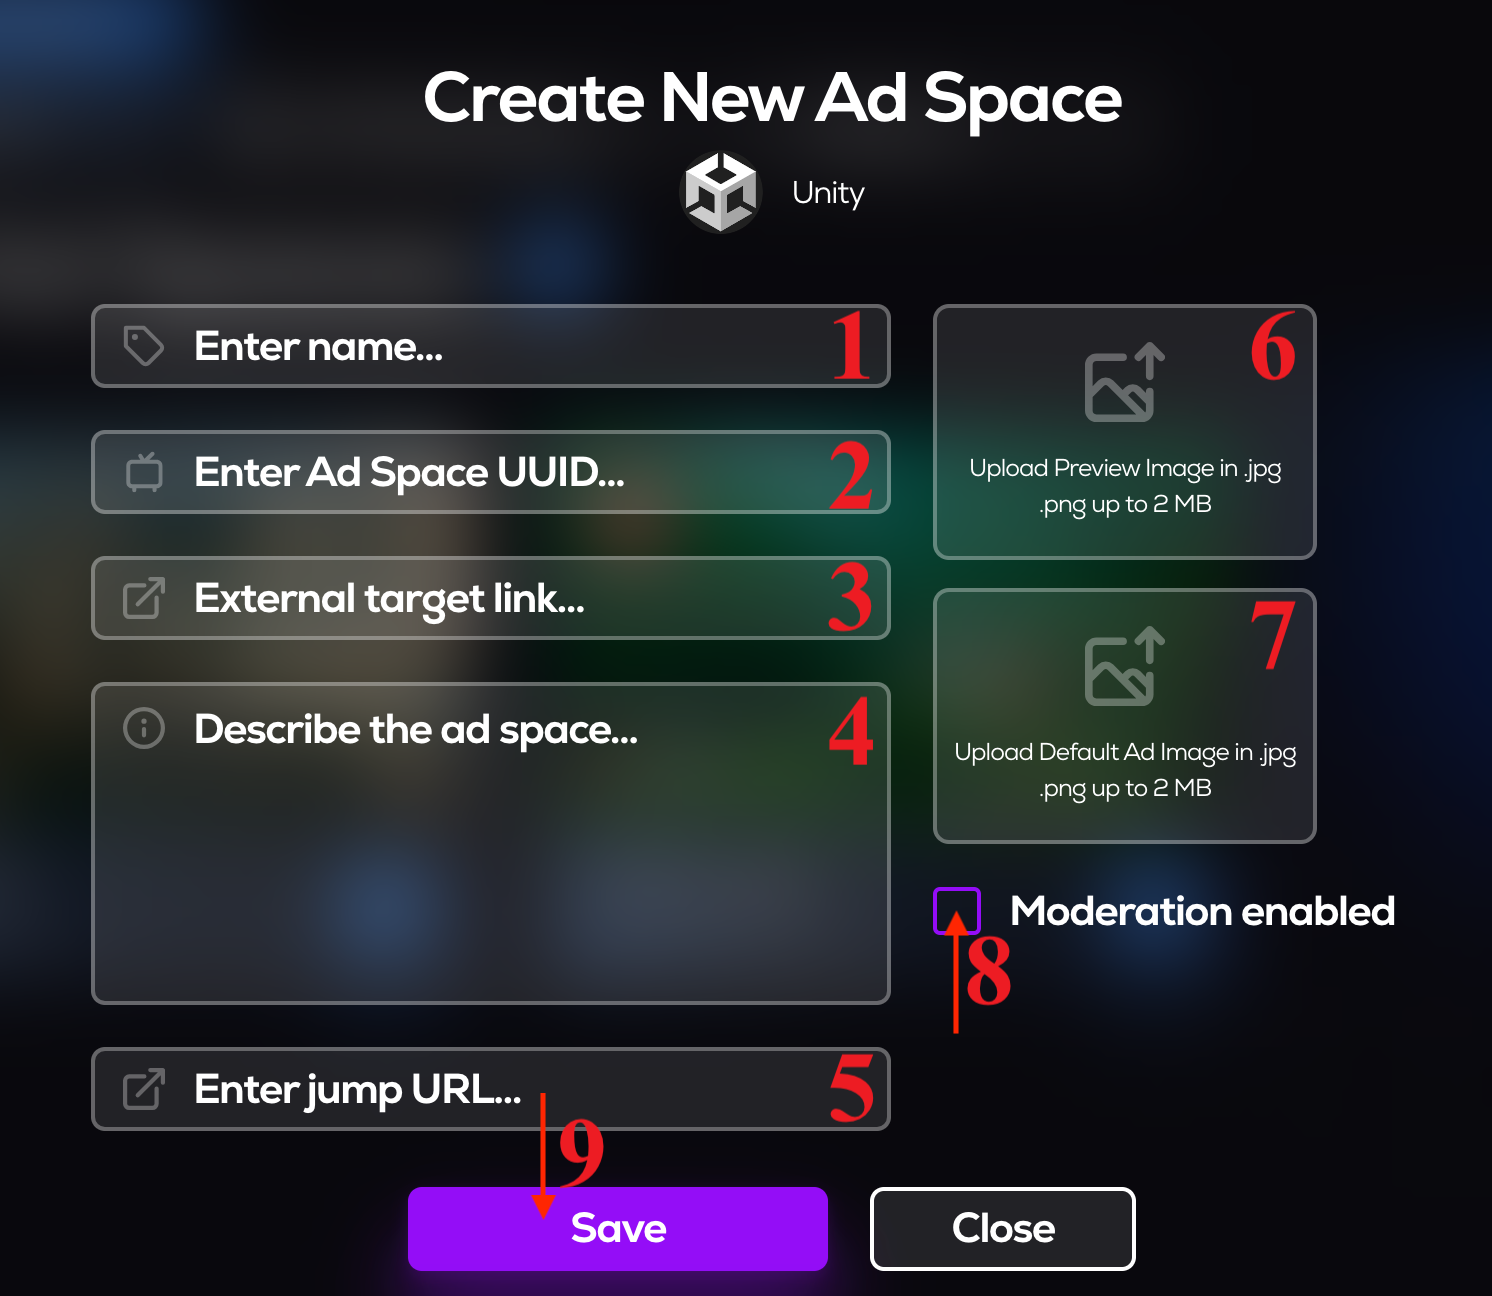 Create New Ad Space
Unity
Enter name...
1
Enter Ad Space UUID...
2
External target link...
3
Describe the ad space...
4
Enter jump URL...
5
Upload Preview Image in .jpg
.png up to 2 MB
6
Upload Default Ad Image in .jpg
.png up to 2 MB
7
Moderation enabled
8
9
Save
Close